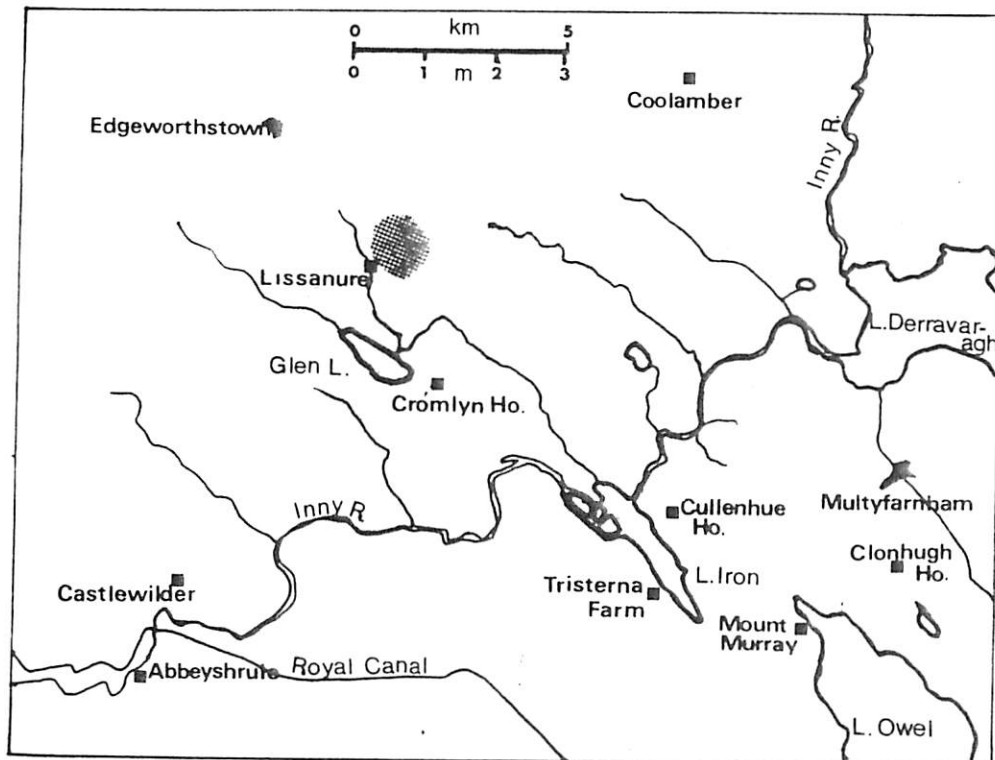 0 km 5
0 1 m 2 3
Coolamber
Edgeworthstown
Inny R.
Lissanure
L.Derravar-
agh
Glen L.
Crómlyn Ho.
Multyfarnham
Inny R
Cullenhue
Ho.
Clonhugh
Ho.
L.Iron
Castlewilder
Tristerna
Farm
Mount
Murray
Abbeyshrule
Royal Canal
L. Owel